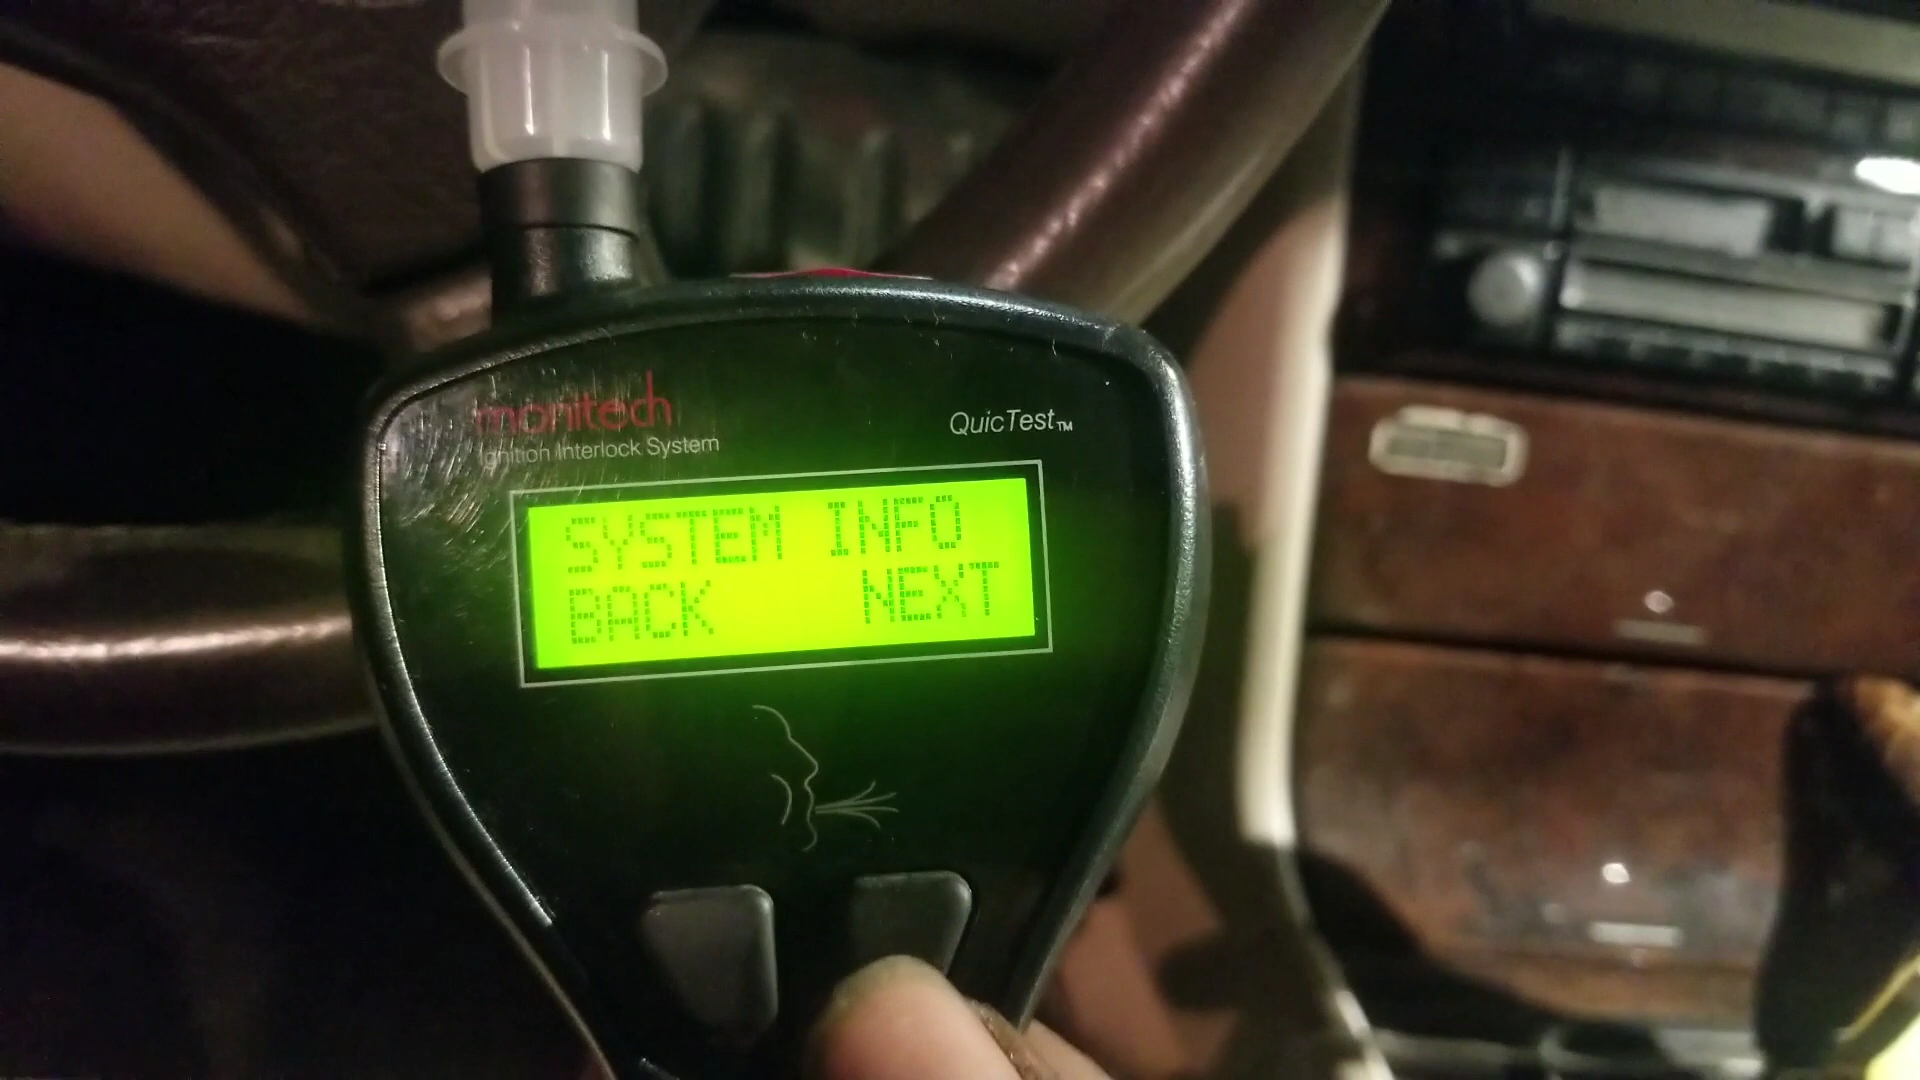 monitech
Ignition Interlock System
QuicTest™
SYSTEM INFO
BACK NEXT